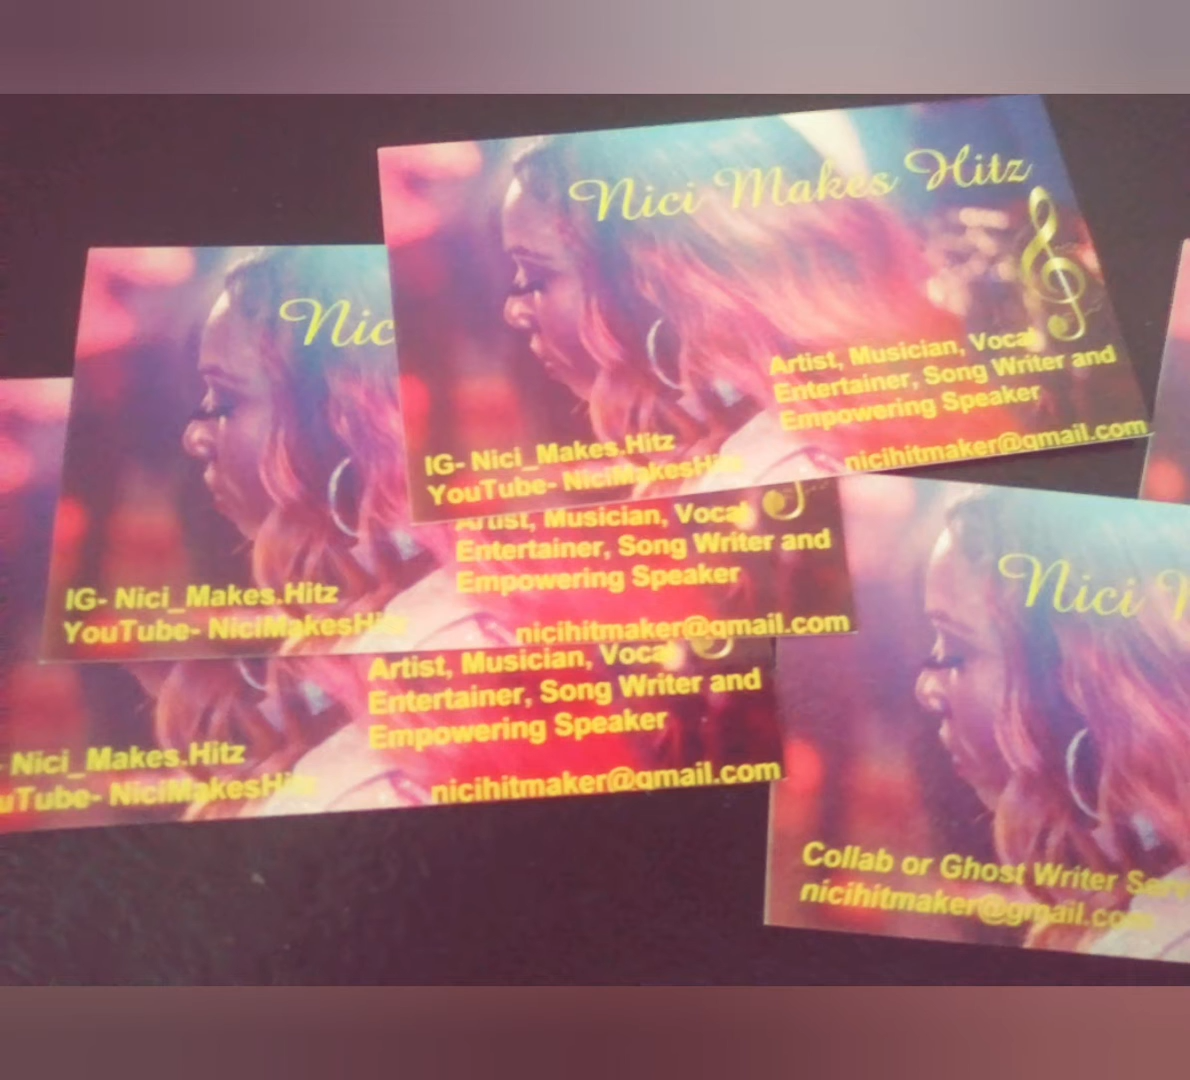 Nici Makes Hitz
Artist, Musician, Vocal
Entertainer, Song Writer and
Empowering Speaker
nicihitmaker@gmail.com
IG- Nici_Makes.Hitz
YouTube- NiciMakesHitz
Nic
Artist, Musician, Vocal
Entertainer, Song Writer and
Empowering Speaker
nicihitmaker@gmail.com
IG- Nici_Makes.Hitz
YouTube- NiciMakesHitz
Artist, Musician, Vocal
Entertainer, Song Writer and
Empowering Speaker
nicihitmaker@gmail.com
- Nici_Makes.Hitz
uTube- NiciMakesHitz
Nici
Collab or Ghost Writer
nicihitmaker@gmail.com